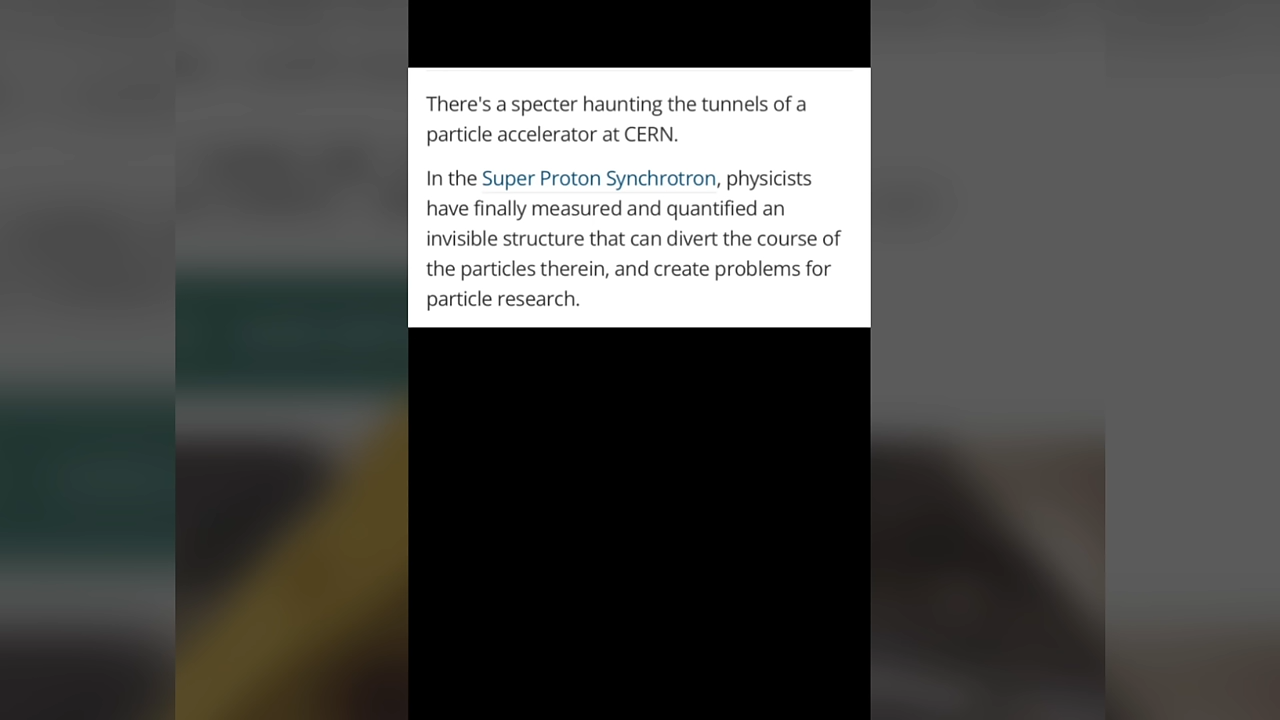 There's a specter haunting the tunnels of a
particle accelerator at CERN.
In the Super Proton Synchrotron, physicists
have finally measured and quantified an
invisible structure that can divert the course of
the particles therein, and create problems for
particle research.